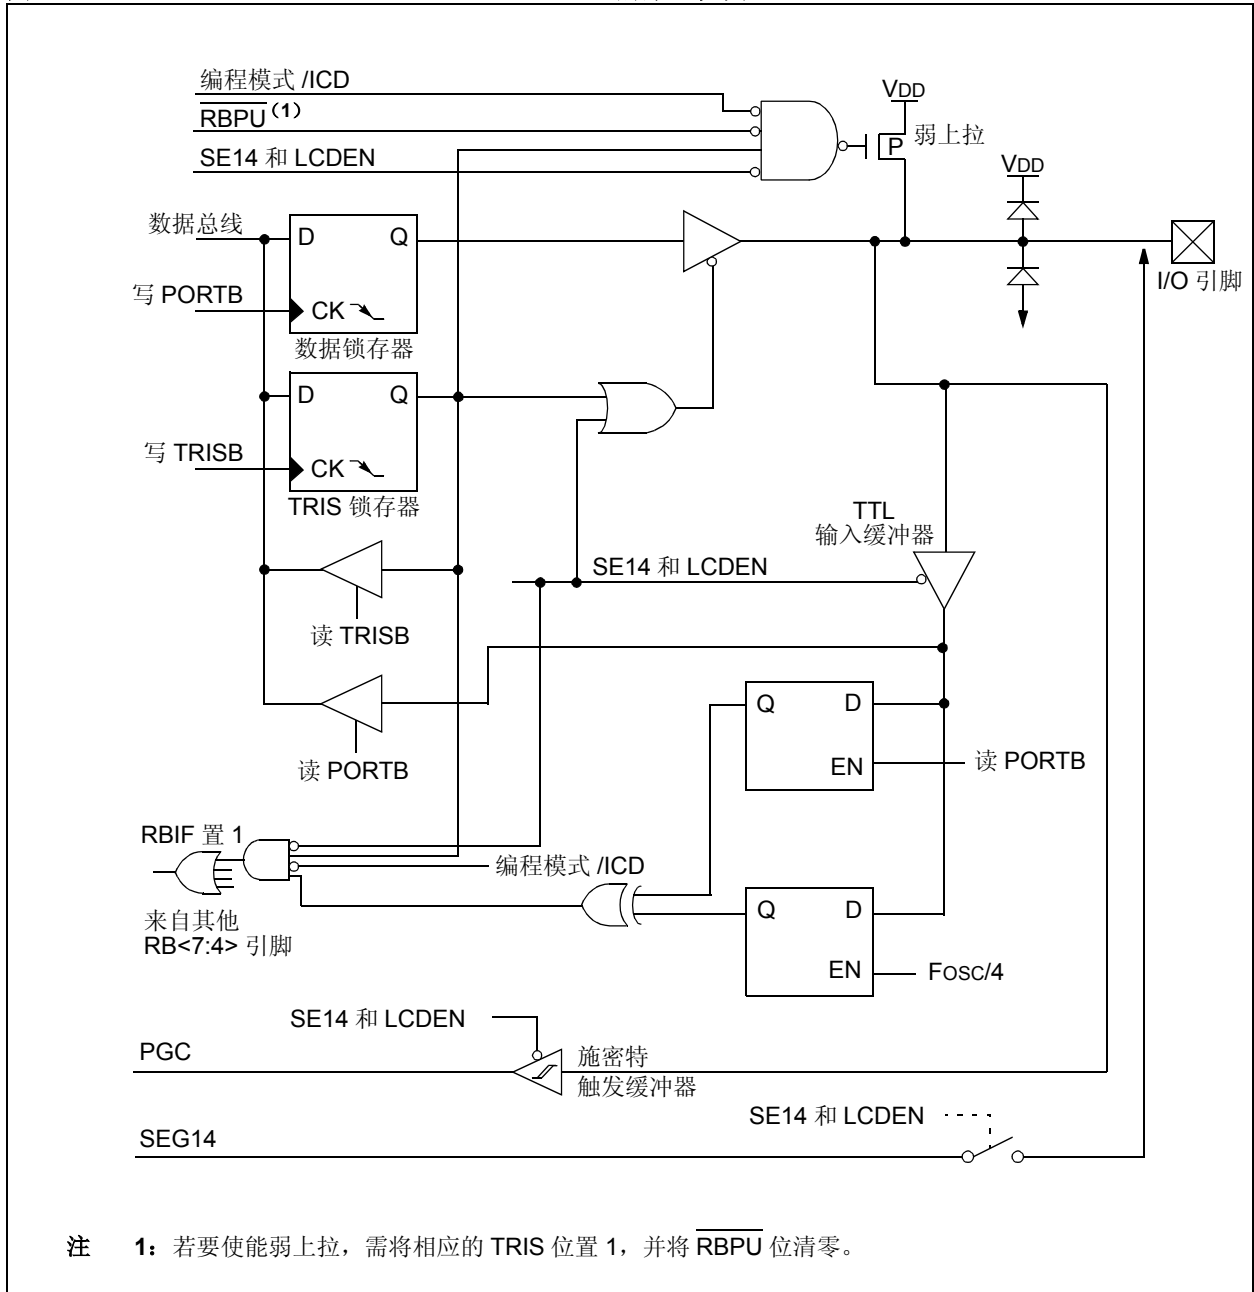 编程模式 /ICD
RBPU（1）
SE14 和 LCDEN
VDD
P
弱上拉
VDD
数据总线
D Q
写 PORTB
CK
数据锁存器
I/O 引脚
D Q
写 TRISB
CK
TRIS 锁存器
TTL
输入缓冲器
SE14 和 LCDEN
读 TRISB
Q D
EN
读 PORTB
读 PORTB
RBIF 置 1
编程模式 /ICD
来自其他
RB<7:4> 引脚
Q D
EN
FOSC/4
SE14 和 LCDEN
PGC
施密特
触发缓冲器
SE14 和 LCDEN
SEG14
注 1：若要使能弱上拉，需将相应的 TRIS 位置 1，并将 RBPU 位清零。